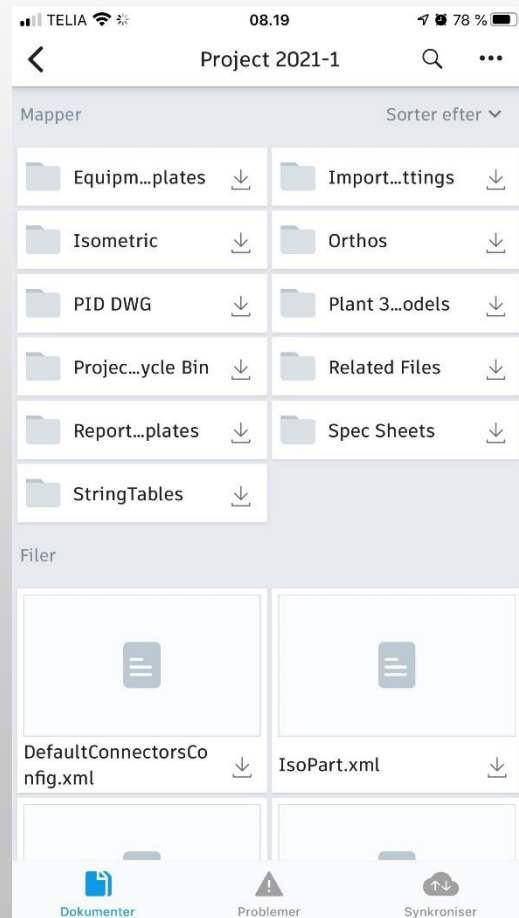 TELIA 08.19 78 %
Project 2021-1
Mapper Sorter efter
Equipm...plates Import...ttings
Isometric Orthos
PID DWG Plant 3...odels
Projec...ycle Bin Related Files
Report...plates Spec Sheets
StringTables
Filer
DefaultConnectorsCo
nfig.xml IsoPart.xml
Dokumenter Problemer Synkroniser